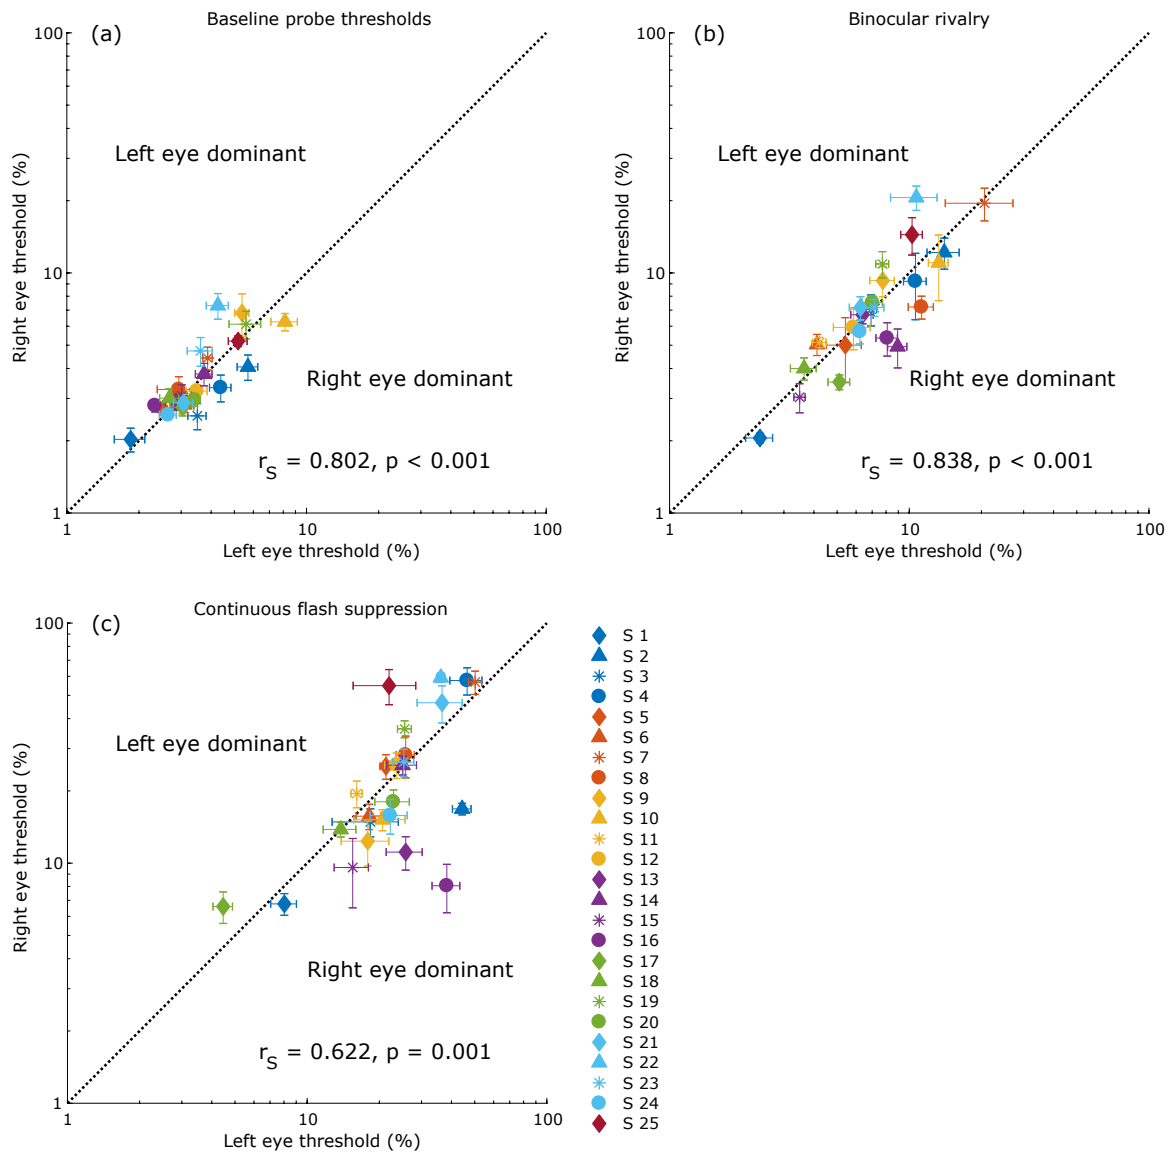 Baseline probe thresholds
(a)
100
10
1
Right eye threshold (%)
Left eye dominant
Right eye dominant
rS = 0.802, p < 0.001
1
10
100
Left eye threshold (%)
Binocular rivalry
(b)
100
10
1
Right eye threshold (%)
Left eye dominant
Right eye dominant
rS = 0.838, p < 0.001
1
10
100
Left eye threshold (%)
Continuous flash suppression
(c)
100
10
1
Right eye threshold (%)
Left eye dominant
Right eye dominant
rS = 0.622, p = 0.001
1
10
100
Left eye threshold (%)
S 1
S 2
S 3
S 4
S 5
S 6
S 7
S 8
S 9
S 10
S 11
S 12
S 13
S 14
S 15
S 16
S 17
S 18
S 19
S 20
S 21
S 22
S 23
S 24
S 25